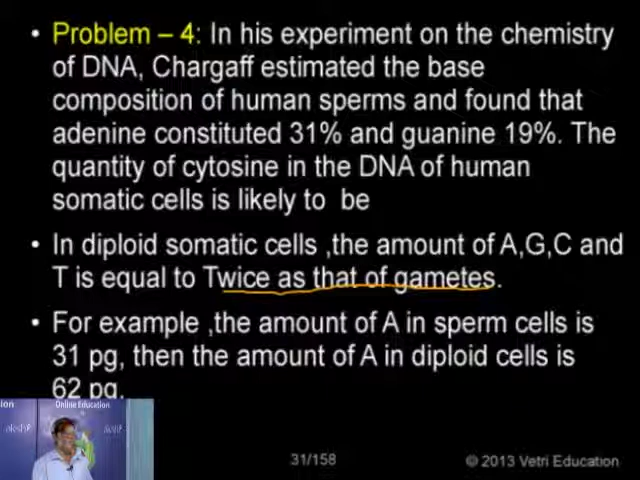 • Problem – 4: In his experiment on the chemistry
of DNA, Chargaff estimated the base
composition of human sperms and found that
adenine constituted 31% and guanine 19%. The
quantity of cytosine in the DNA of human
somatic cells is likely to be
• In diploid somatic cells ,the amount of A,G,C and
T is equal to Twice as that of gametes.
• For example ,the amount of A in sperm cells is
31 pg, then the amount of A in diploid cells is
62 pg.
Online Education
31/158
© 2013 Vetri Education